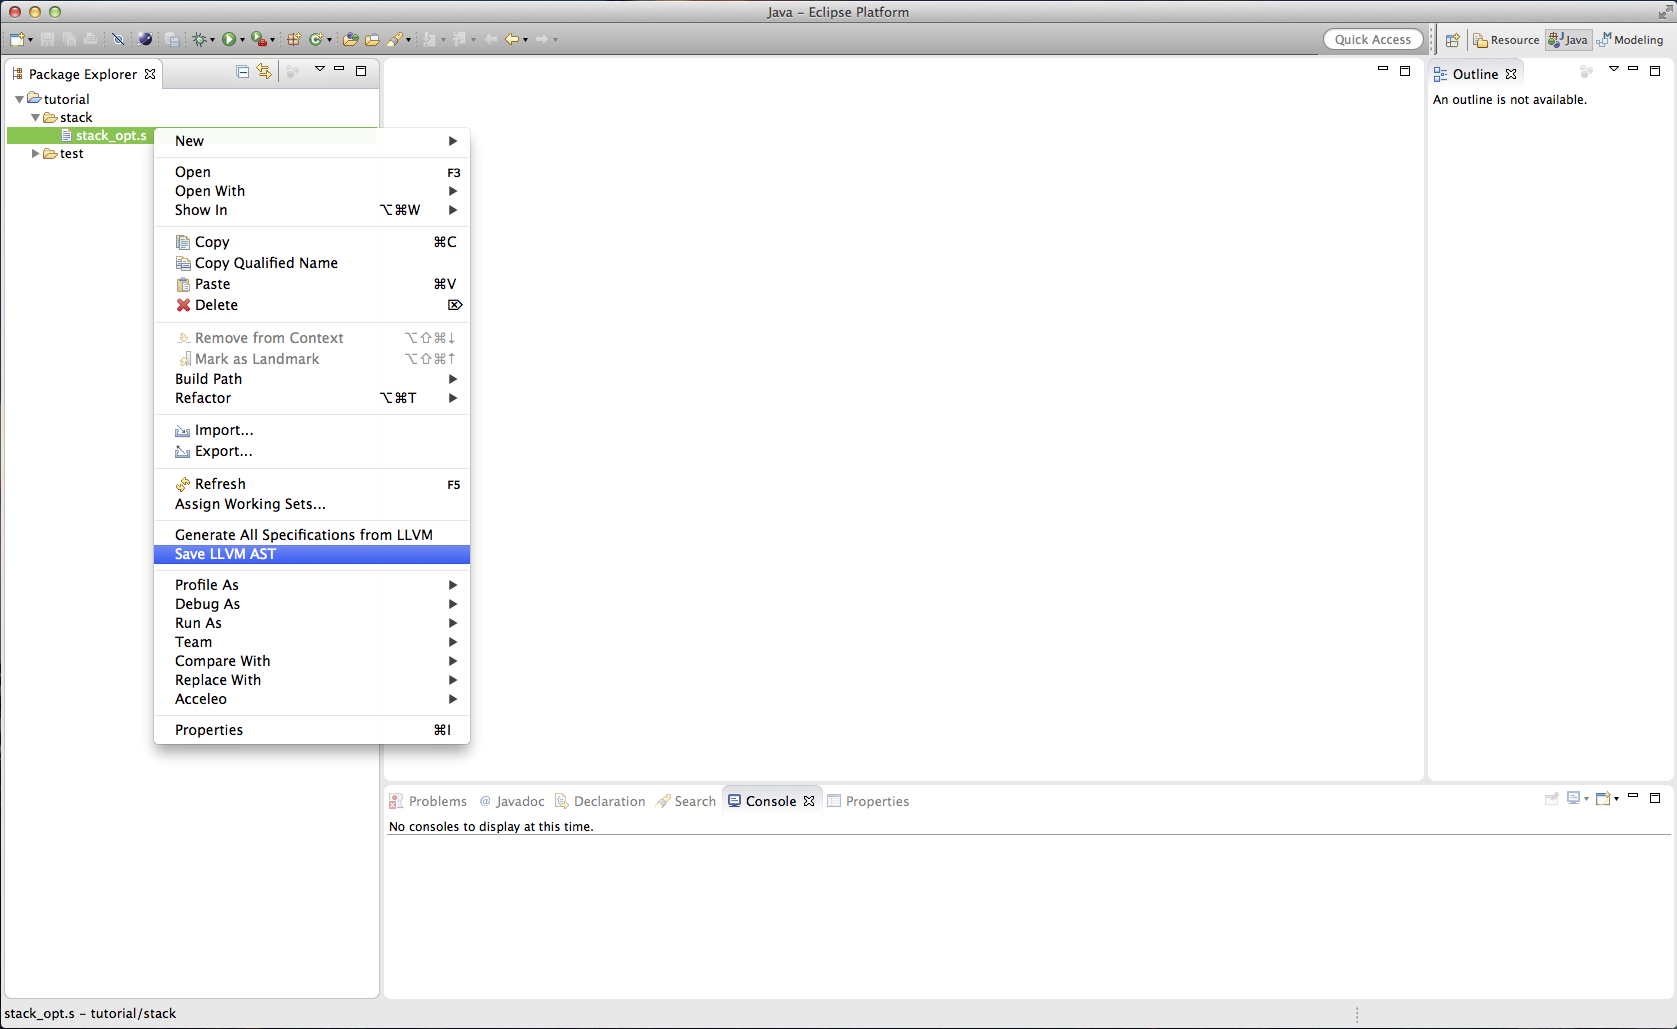 Java – Eclipse Platform
Quick Access
Resource
Java
Modeling
Package Explorer
tutorial
stack
stack_opt.s
test
New
Open F3
Open With
Show In ⌥⌘W
Copy ⌘C
Copy Qualified Name
Paste ⌘V
Delete ⌦
Remove from Context ⌥⇧⌘↓
Mark as Landmark ⌥⇧⌘↑
Build Path
Refactor ⌥⌘T
Import...
Export...
Refresh F5
Assign Working Sets...
Generate All Specifications from LLVM
Save LLVM AST
Profile As
Debug As
Run As
Team
Compare With
Replace With
Acceleo
Properties ⌘I
Outline
An outline is not available.
Problems @ Javadoc Declaration Search Console Properties
No consoles to display at this time.
stack_opt.s – tutorial/stack